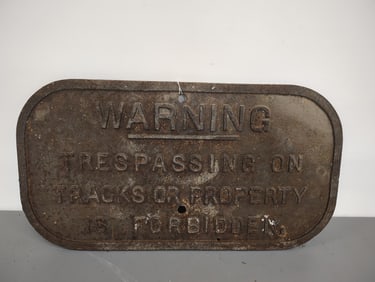 WARNING
TRESPASSING ON
TRACKS OR PROPERTY
IS FORBIDDEN